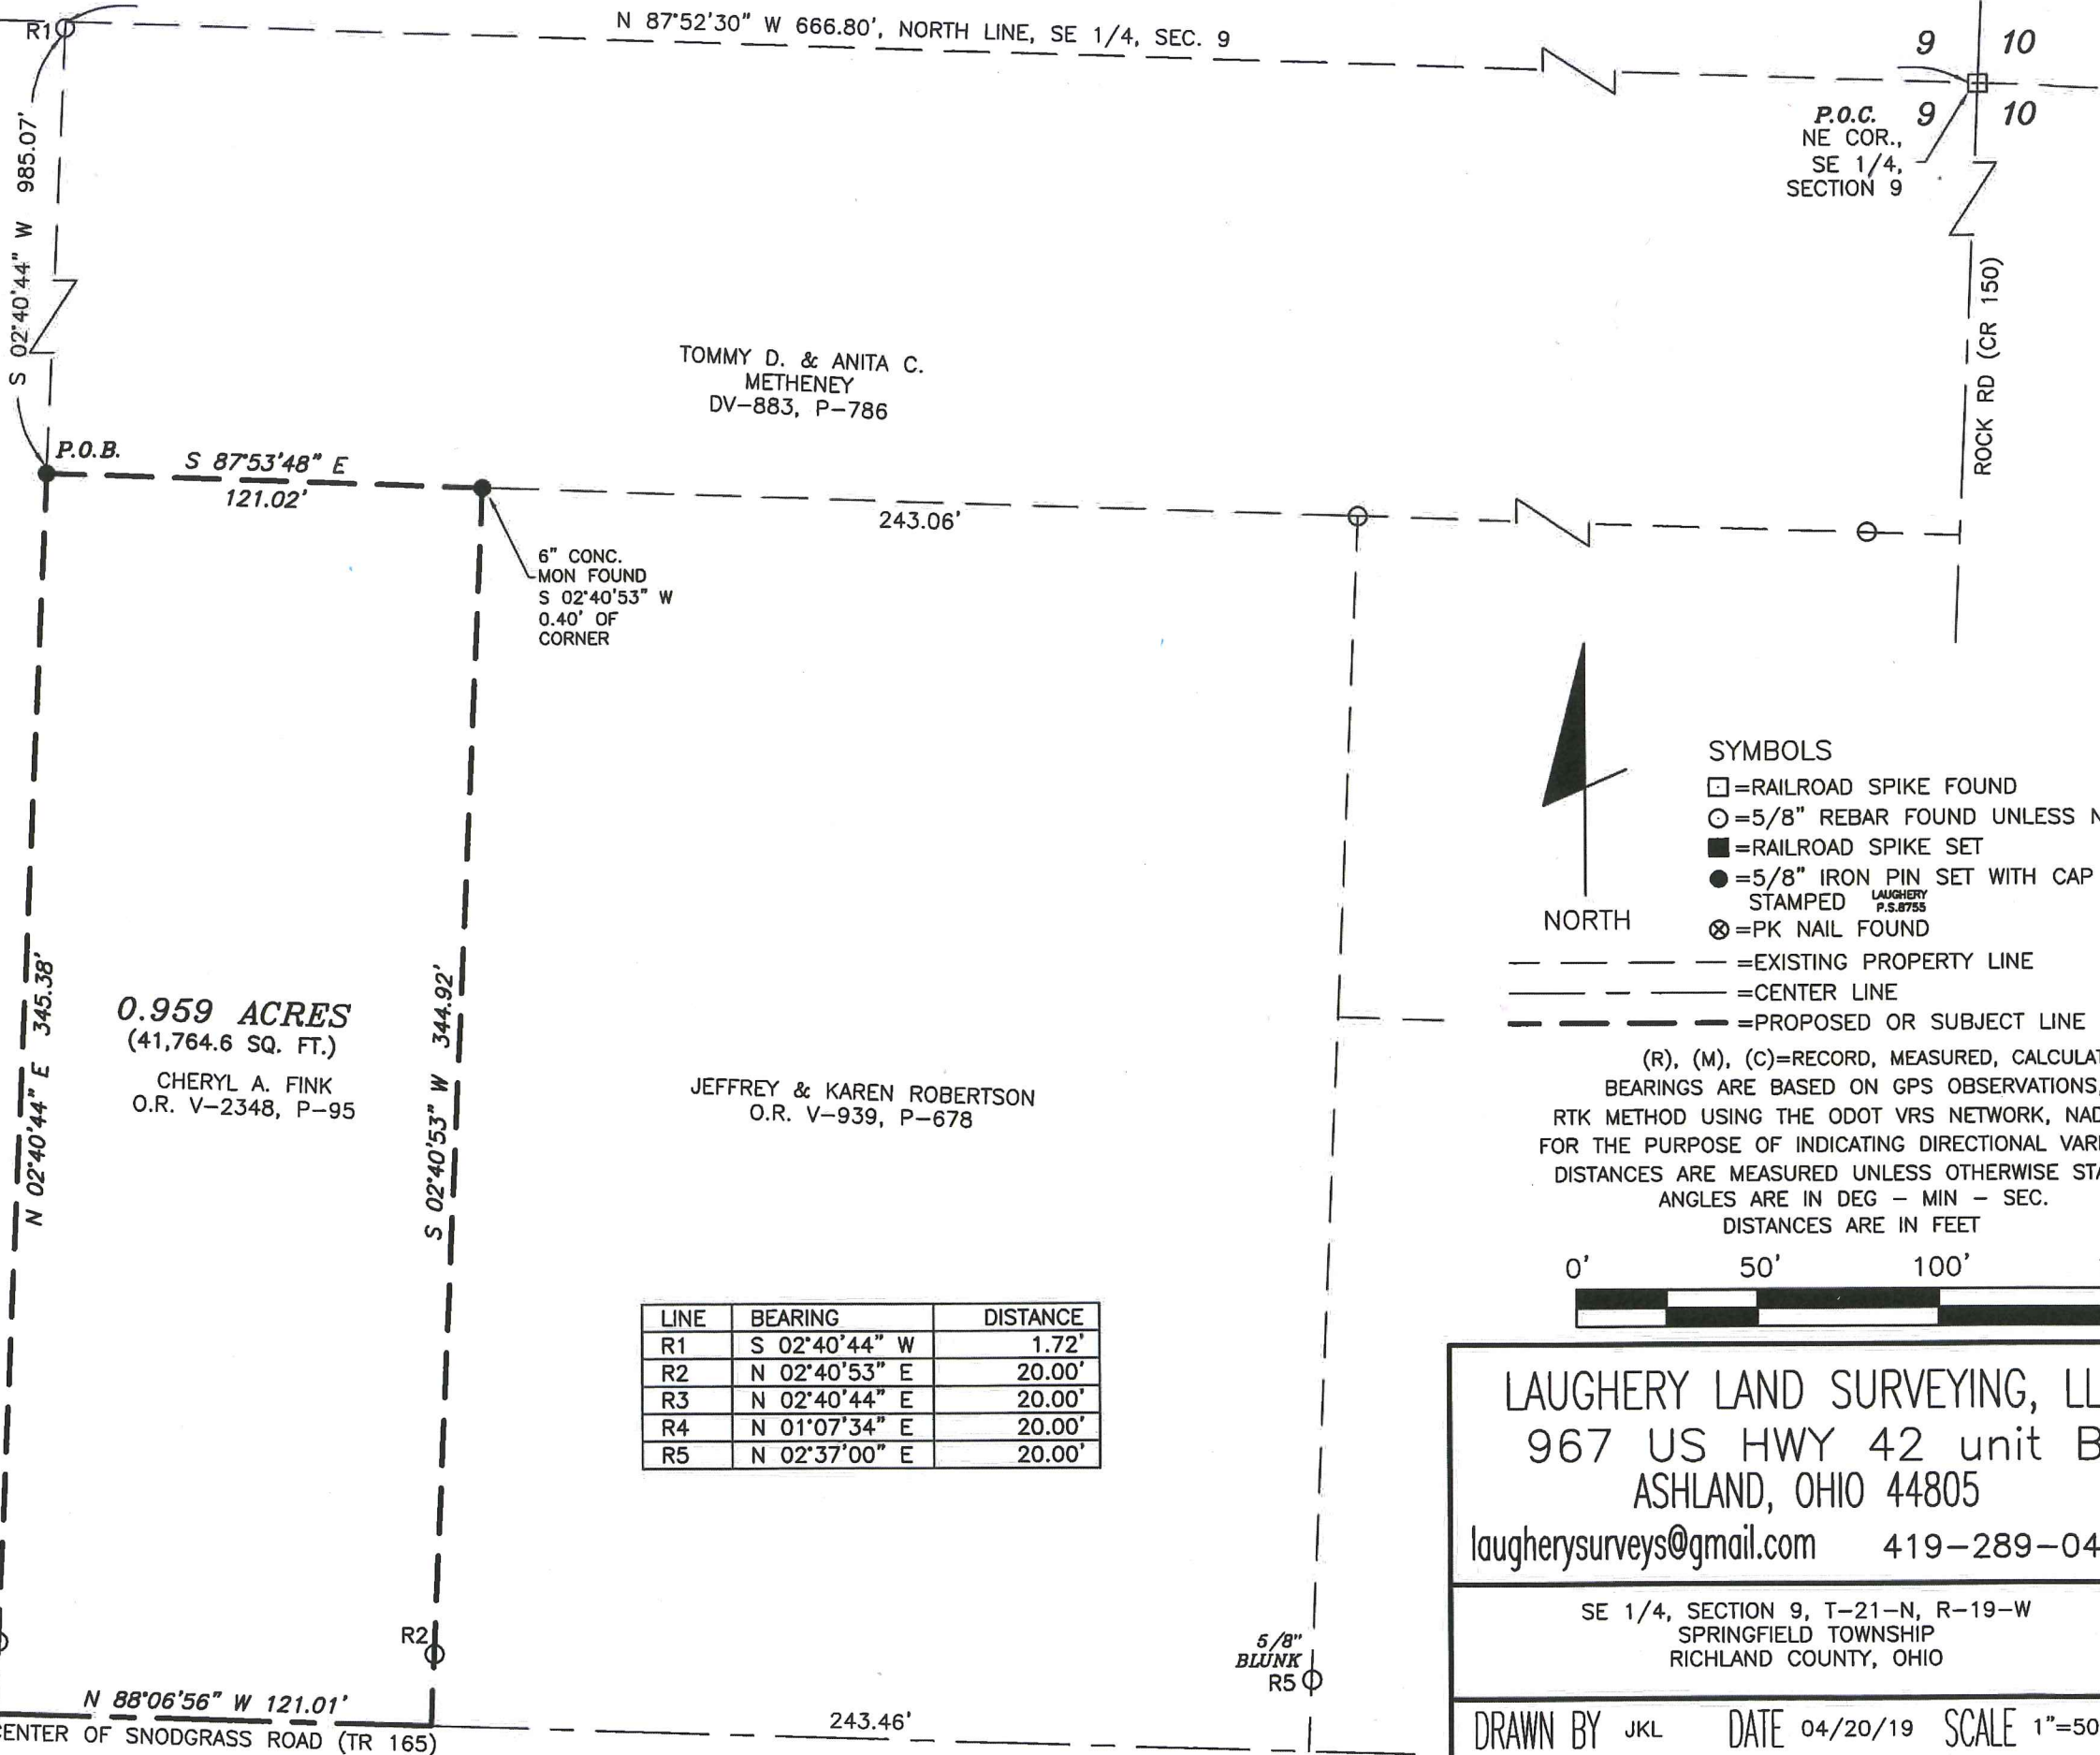 R1
N 87°52'30" W 666.80', NORTH LINE, SE 1/4, SEC. 9
9 10
9 10
P.O.C.
NE COR.,
SE 1/4,
SECTION 9
S 02°40'44" W 985.07'
ROCK RD (CR 150)
TOMMY D. & ANITA C.
METHENEY
DV-883, P-786
P.O.B.
S 87°53'48" E
121.02'
243.06'
6" CONC.
MON FOUND
S 02°40'53" W
0.40' OF
CORNER
NORTH
SYMBOLS
=RAILROAD SPIKE FOUND
=5/8" REBAR FOUND UNLESS
=RAILROAD SPIKE SET
=5/8" IRON PIN SET WITH CAP
STAMPED LAUGHERY
P.S.8755
=PK NAIL FOUND
=EXISTING PROPERTY LINE
=CENTER LINE
=PROPOSED OR SUBJECT LINE
(R), (M), (C)=RECORD, MEASURED,
BEARINGS ARE BASED ON GPS OBSERVATIONS,
RTK METHOD USING THE ODOT VRS NETWORK,
FOR THE PURPOSE OF INDICATING DIRECTIONAL
DISTANCES ARE MEASURED UNLESS OTHERWISE
ANGLES ARE IN DEG - MIN - SEC.
DISTANCES ARE IN FEET
0' 50' 100'
N 02°40'44" E 345.38'
0.959 ACRES
(41,764.6 SQ. FT.)
CHERYL A. FINK
O.R. V-2348, P-95
S 02°40'53" W 344.92'
JEFFREY & KAREN ROBERTSON
O.R. V-939, P-678
LINE BEARING DISTANCE
R1 S 02°40'44" W 1.72'
R2 N 02°40'53" E 20.00'
R3 N 02°40'44" E 20.00'
R4 N 01°07'34" E 20.00'
R5 N 02°37'00" E 20.00'
R2
5/8"
BLUNK
R5
N 88°06'56" W 121.01'
CENTER OF SNODGRASS ROAD (TR 165)
243.46'
LAUGHERY LAND SURVEYING,
967 US HWY 42 unit B
ASHLAND, OHIO 44805
laugherysurveys@gmail.com 419-289-04
SE 1/4, SECTION 9, T-21-N, R-19-W
SPRINGFIELD TOWNSHIP
RICHLAND COUNTY, OHIO
DRAWN BY JKL DATE 04/20/19 SCALE 1"=50